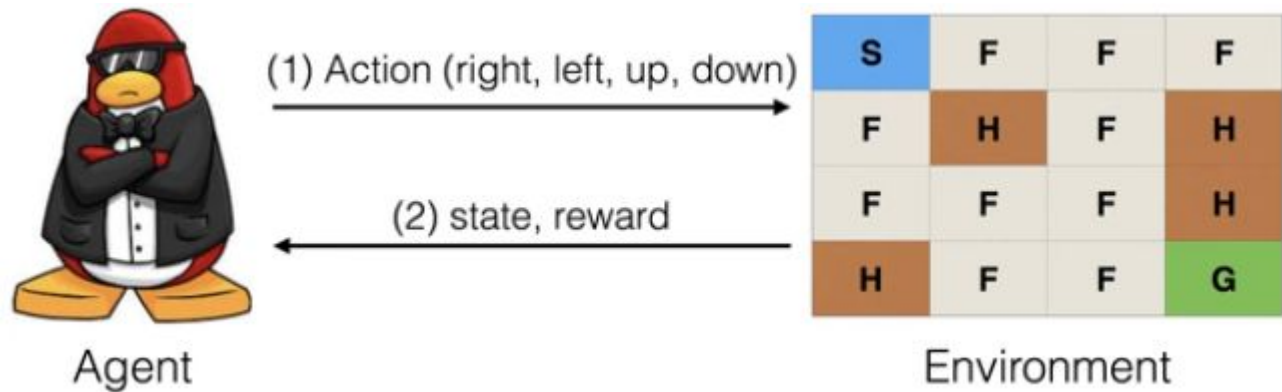 (1) Action (right, left, up, down)
(2) state, reward
Agent
S F F F
F H F H
F F F H
H F F G
Environment